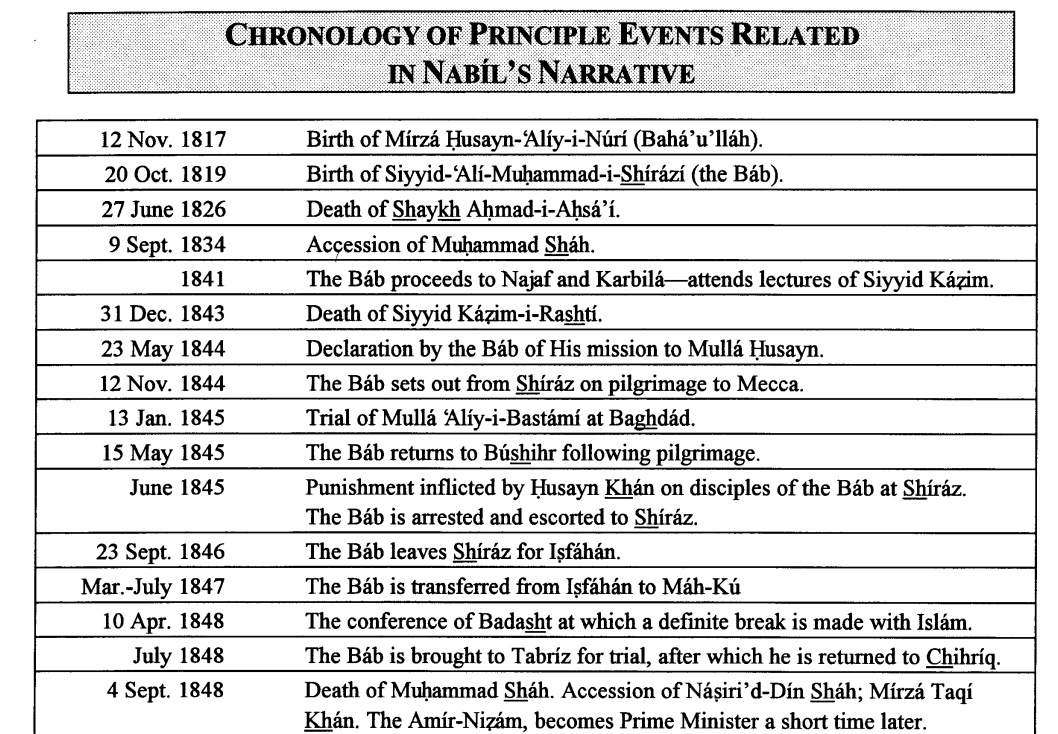 CHRONOLOGY OF PRINCIPLE EVENTS RELATED
IN NABÍL'S NARRATIVE
12 Nov. 1817 Birth of Mírzá Ḥusayn-‘Alíy-i-Núrí (Bahá’u’lláh).
20 Oct. 1819 Birth of Siyyid-‘Alí-Muḥammad-i-Shírází (the Báb).
27 June 1826 Death of Shaykh Aḥmad-i-Aḥsá’í.
9 Sept. 1834 Accession of Muḥammad Sháh.
1841 The Báb proceeds to Najaf and Karbilá—attends lectures of Siyyid Káẓim.
31 Dec. 1843 Death of Siyyid Káẓim-i-Rashtí.
23 May 1844 Declaration by the Báb of His mission to Mullá Ḥusayn.
12 Nov. 1844 The Báb sets out from Shíráz on pilgrimage to Mecca.
13 Jan. 1845 Trial of Mullá ‘Alíy-i-Bastámí at Baghdád.
15 May 1845 The Báb returns to Búshihr following pilgrimage.
June 1845 Punishment inflicted by Ḥusayn Khán on disciples of the Báb at Shíráz.
The Báb is arrested and escorted to Shíráz.
23 Sept. 1846 The Báb leaves Shíráz for Iṣfáhán.
Mar.-July 1847 The Báb is transferred from Iṣfáhán to Máh-Kú
10 Apr. 1848 The conference of Badasht at which a definite break is made with Islám.
July 1848 The Báb is brought to Tabríz for trial, after which he is returned to Chihríq.
4 Sept. 1848 Death of Muḥammad Sháh. Accession of Náṣiri’d-Dín Sháh; Mírzá Taqí
Khán. The Amír-Niẓám, becomes Prime Minister a short time later.